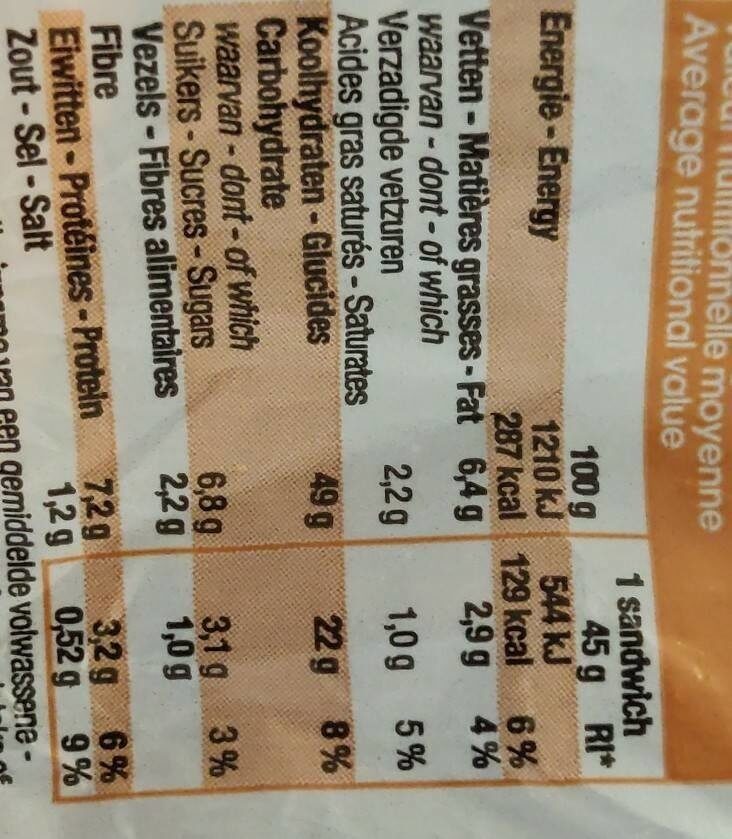 nutritionnelle moyenne
Average nutritional value
100 g 1 sandwich
45 g RI*
Energie - Energy 1210 kJ 544 kJ
287 kcal 129 kcal 6 %
Vetten - Matières grasses - Fat 6,4 g 2,9 g 4 %
waarvan - dont - of which
Verzadigde vetzuren 2,2 g 1,0 g 5 %
Acides gras saturés - Saturates
Koolhydraten - Glucides 49 g 22 g 8 %
Carbohydrate
waarvan - dont - of which
Suikers - Sucres - Sugars 6,8 g 3,1 g 3 %
Vezels - Fibres alimentaires 2,2 g 1,0 g
Fibre
Eiwitten - Protéines - Protein 7,2 g 3,2 g 6 %
Zout - Sel - Salt 1,2 g 0,52 g 9 %
van een gemiddelde volwassene -